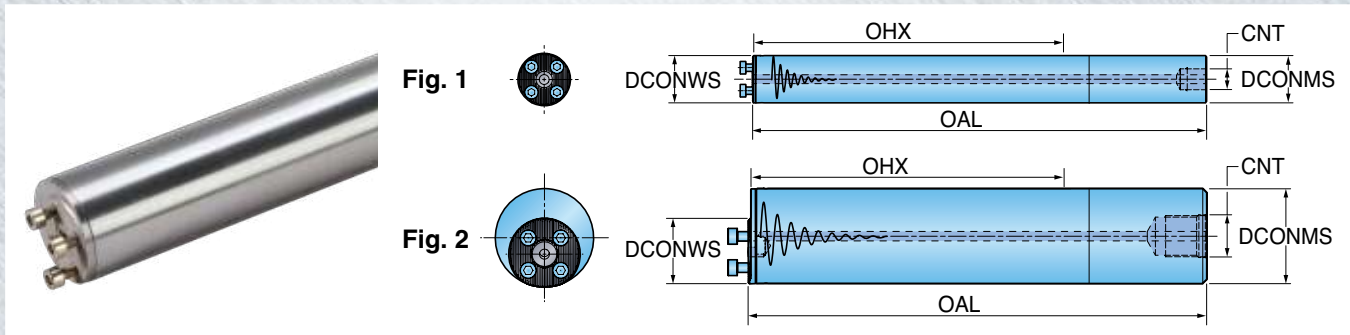 Fig. 1
OHX
CNT
DCONWS
DCONMS
OAL
Fig. 2
OHX
CNT
DCONWS
DCONMS
OAL